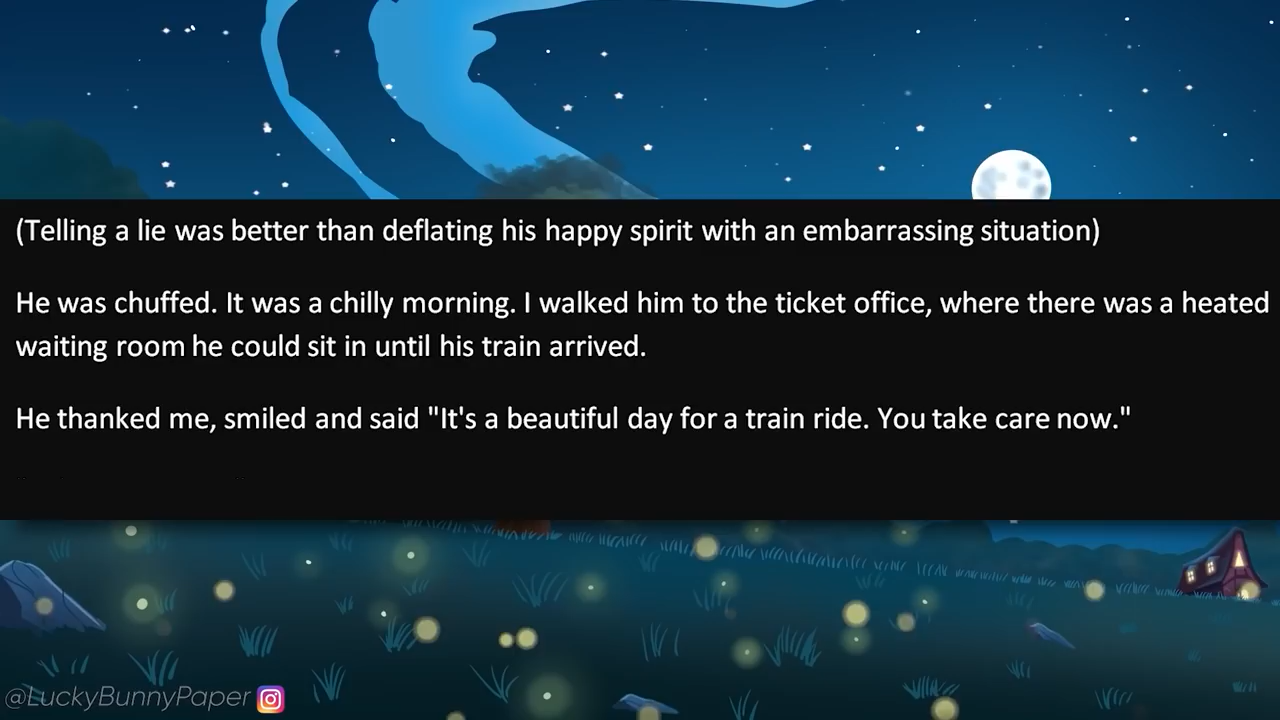 (Telling a lie was better than deflating his happy spirit with an embarrassing situation)
He was chuffed. It was a chilly morning. I walked him to the ticket office, where there was a heated
waiting room he could sit in until his train arrived.
He thanked me, smiled and said "It's a beautiful day for a train ride. You take care now."
@LuckyBunnyPaper